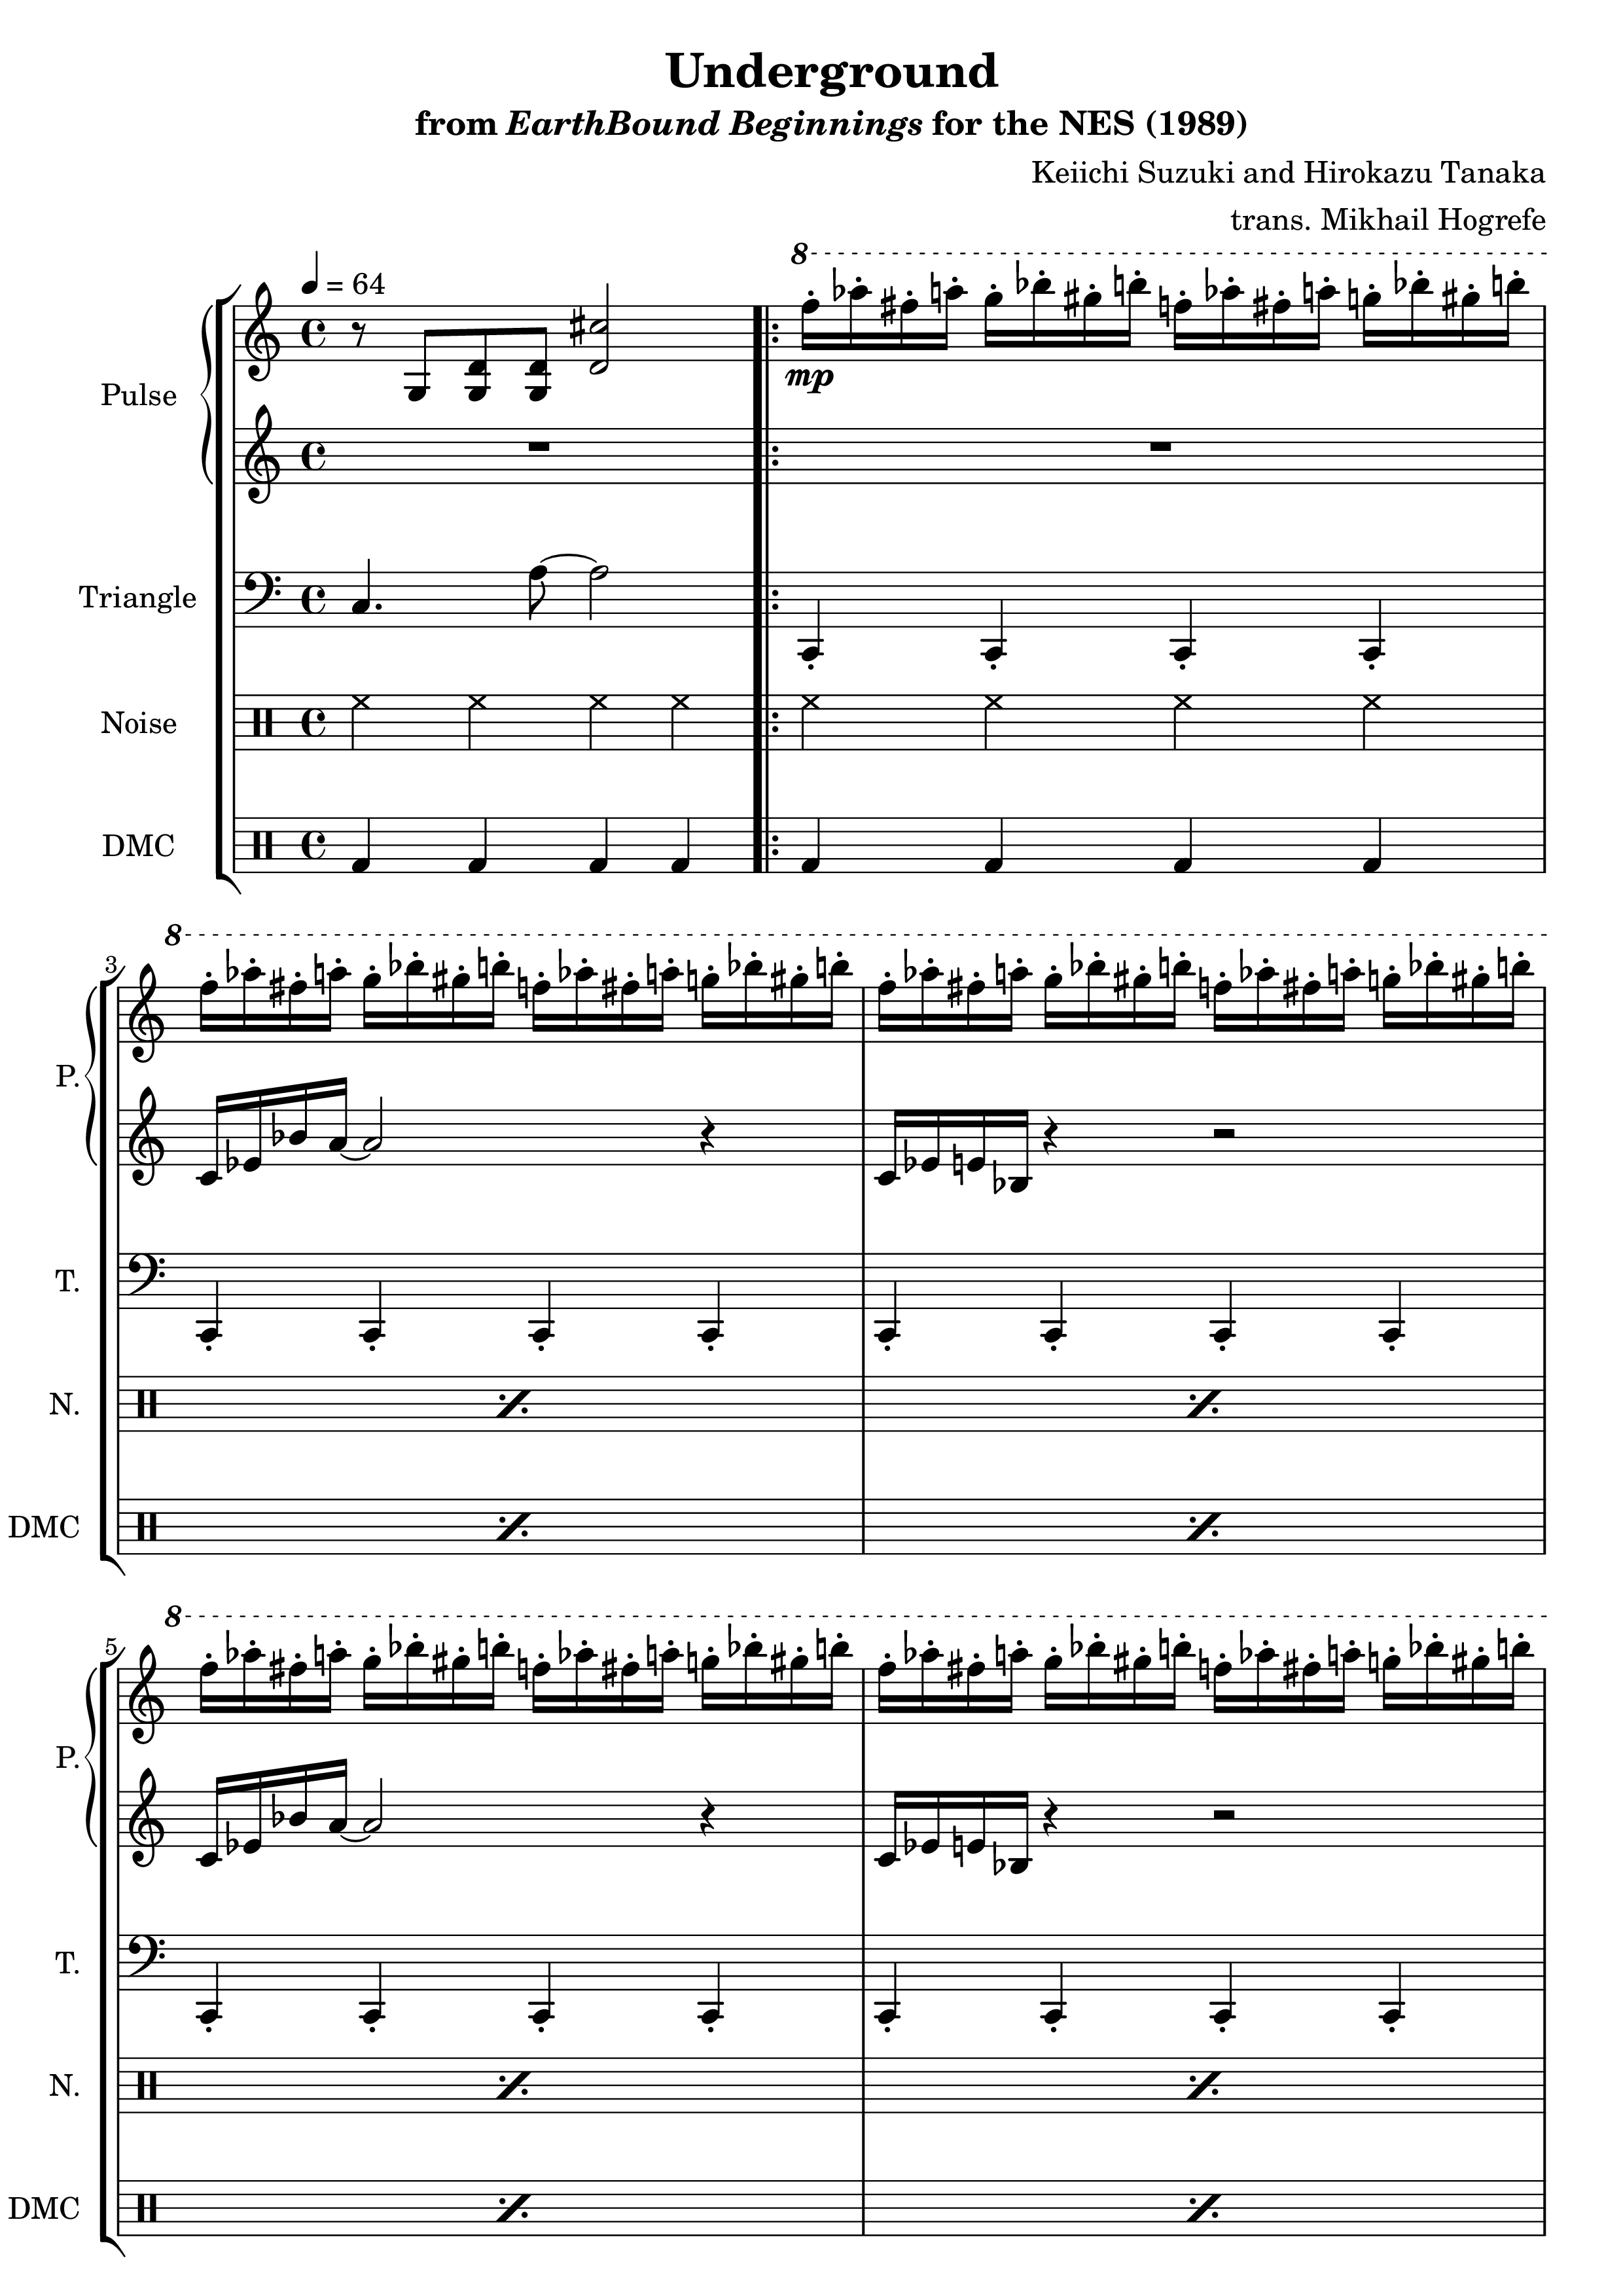 Underground
from EarthBound Beginnings for the NES (1989)
Keiichi Suzuki and Hirokazu Tanaka
trans. Mikhail Hogrefe
= 64
8
Pulse
mp
Triangle
Noise
DMC
8
3
P.
T.
N.
DMC
8
5
P.
T.
N.
DMC